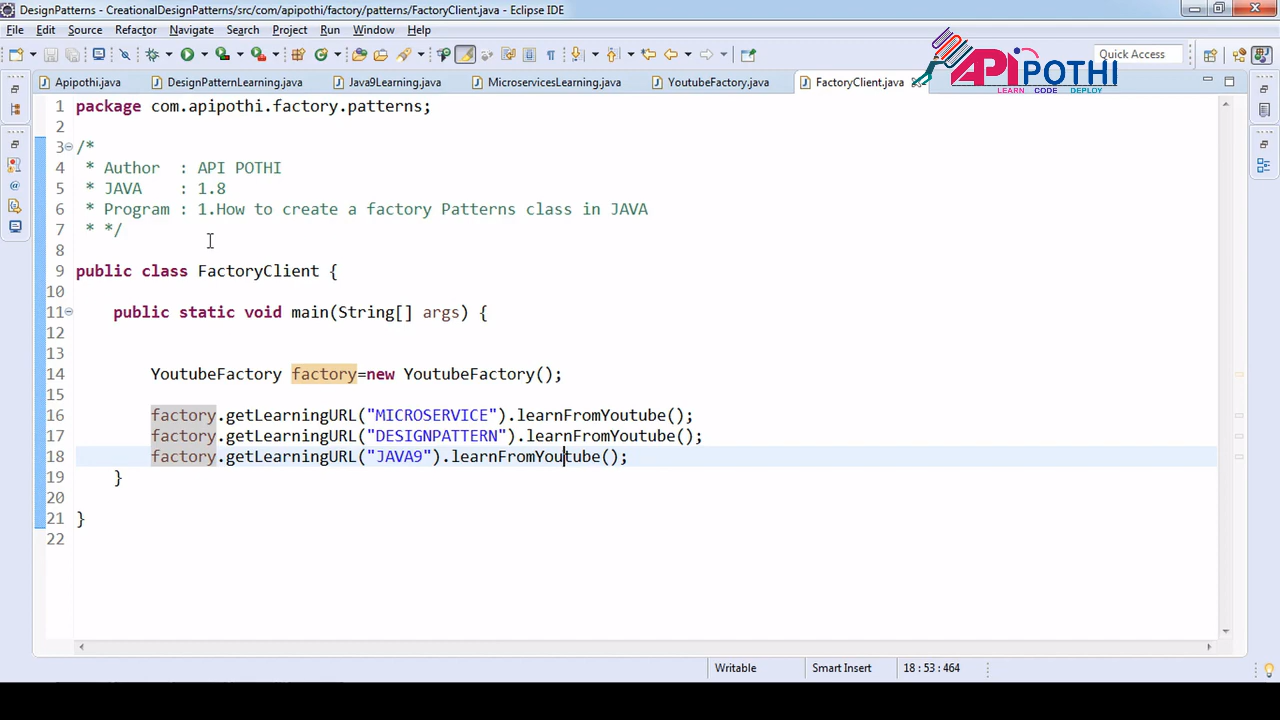 DesignPatterns - CreationalDesignPatterns/src/com/apipothi/factory/patterns/FactoryClient.java - Eclipse IDE
File Edit Source Refactor Navigate Search Project Run Window Help
Quick Access
APIPOTHI
LEARN CODE DEPLOY
Apipothi.java DesignPatternLearning.java Java9Learning.java MicroservicesLearning.java YoutubeFactory.java FactoryClient.java
1 package com.apipothi.factory.patterns;
2
3 /*
4 * Author : API POTHI
5 * JAVA : 1.8
6 * Program : 1.How to create a factory Patterns class in JAVA
7 * */
8
9 public class FactoryClient {
10
11 public static void main(String[] args) {
12
13
14 YoutubeFactory factory=new YoutubeFactory();
15
16 factory.getLearningURL("MICROSERVICE").learnFromYoutube();
17 factory.getLearningURL("DESIGNPATTERN").learnFromYoutube();
18 factory.getLearningURL("JAVA9").learnFromYoutube();
19 }
20
21 }
22
Writable Smart Insert 18:53:464